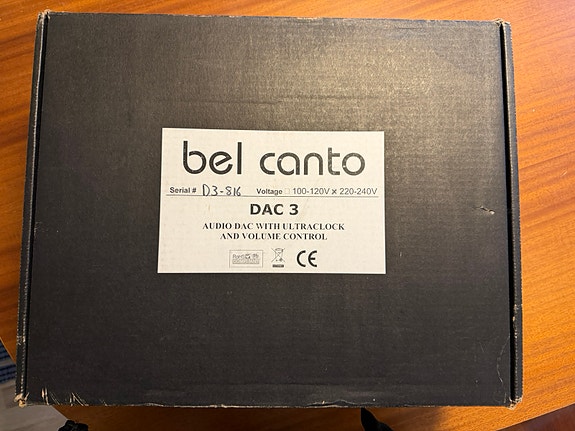 bel canto
Serial # D3-816 Voltage □ 100-120V x 220-240V
DAC 3
AUDIO DAC WITH ULTRACLOCK
AND VOLUME CONTROL
RoHS CE